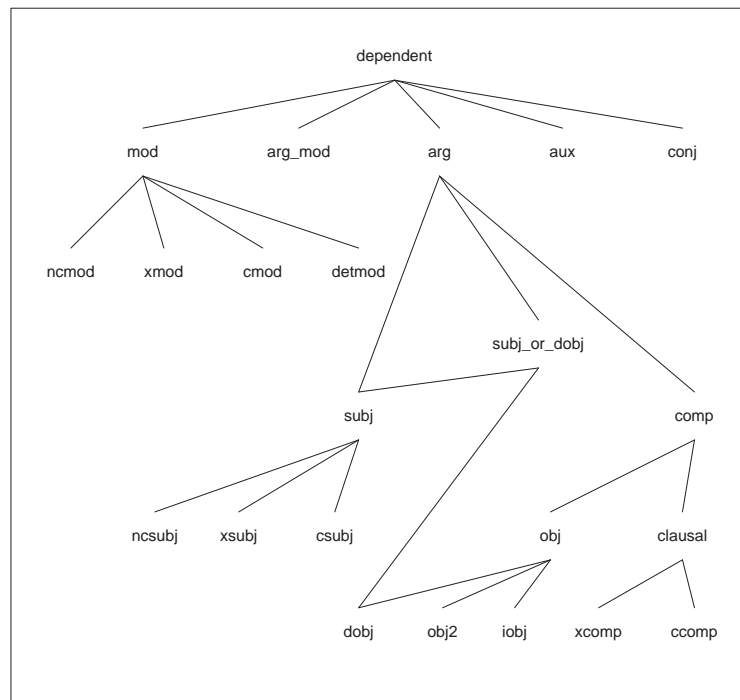 dependent
mod arg_mod arg aux conj
ncmod xmod cmod detmod
subj_or_dobj
subj comp
ncsubj xsubj csubj obj clausal
dobj obj2 iobj xcomp ccomp